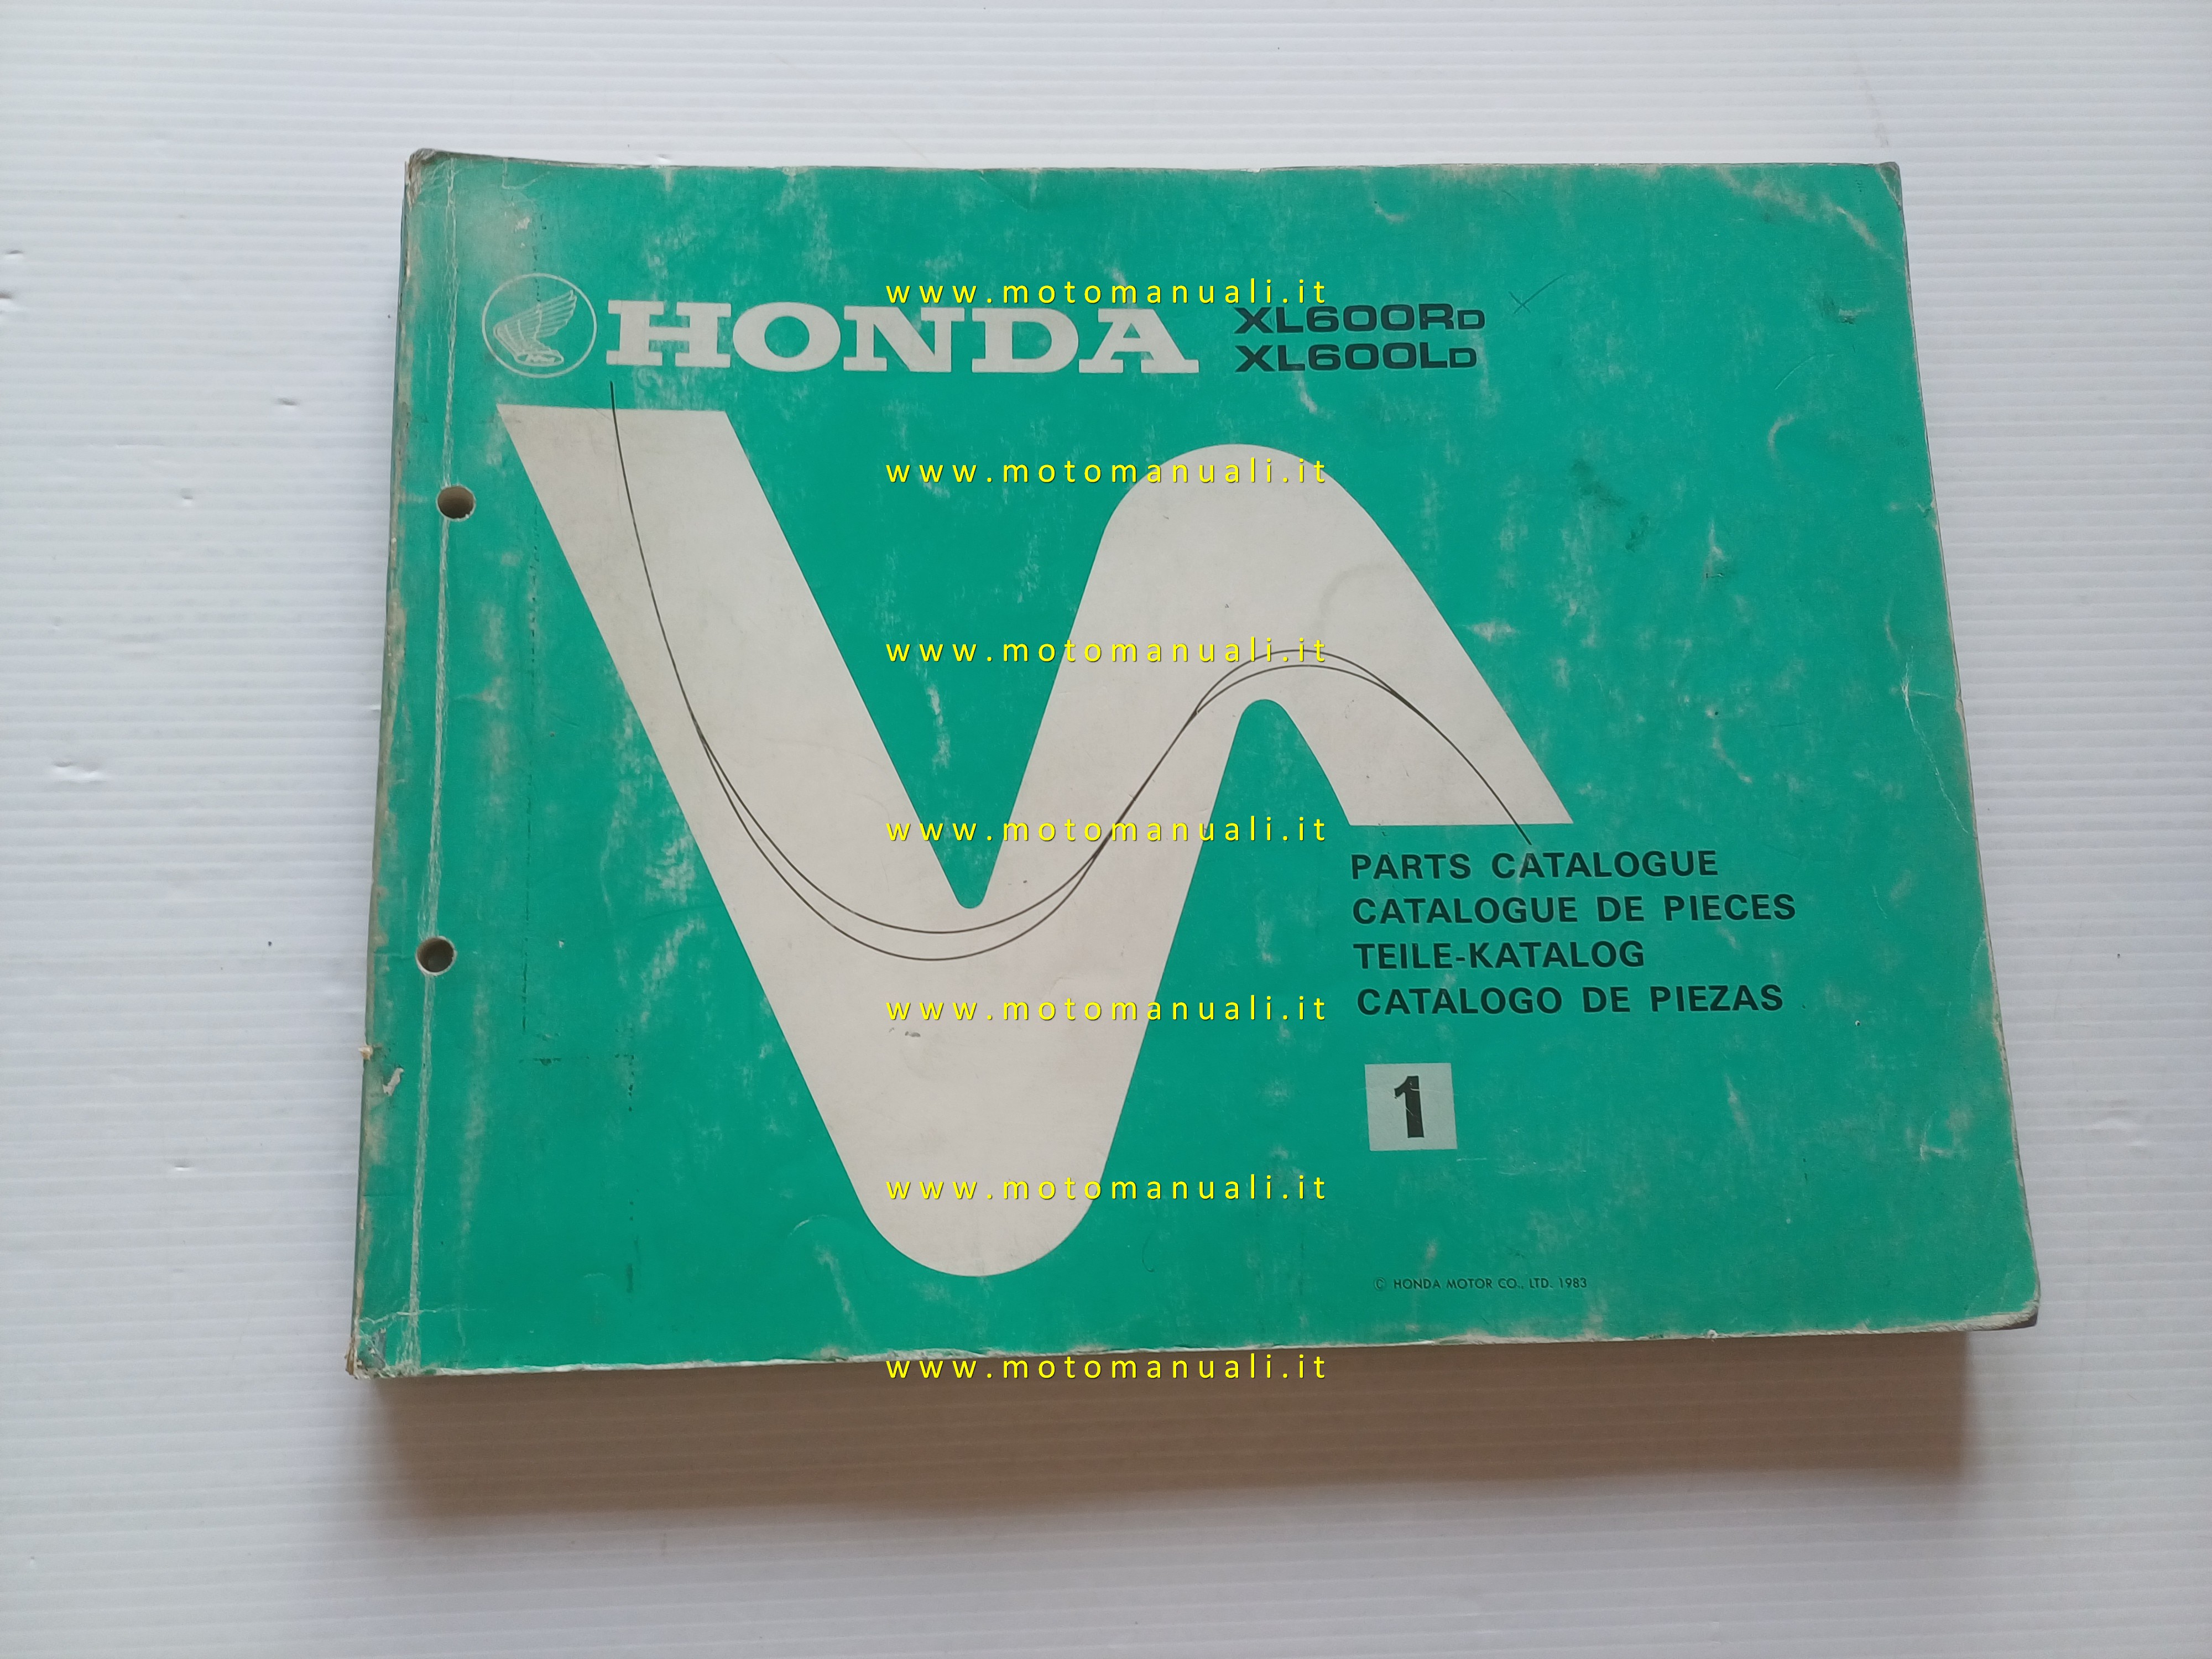 www.motomanuali.it
HONDA XL600RD
XL600LD
www.motomanuali.it
www.motomanuali.it
www.motomanuali.it
PARTS CATALOGUE
CATALOGUE DE PIECES
TEILE-KATALOG
CATALOGO DE PIEZAS
www.motomanuali.it
1
www.motomanuali.it
© HONDA MOTOR CO., LTD. 1983
www.motomanuali.it